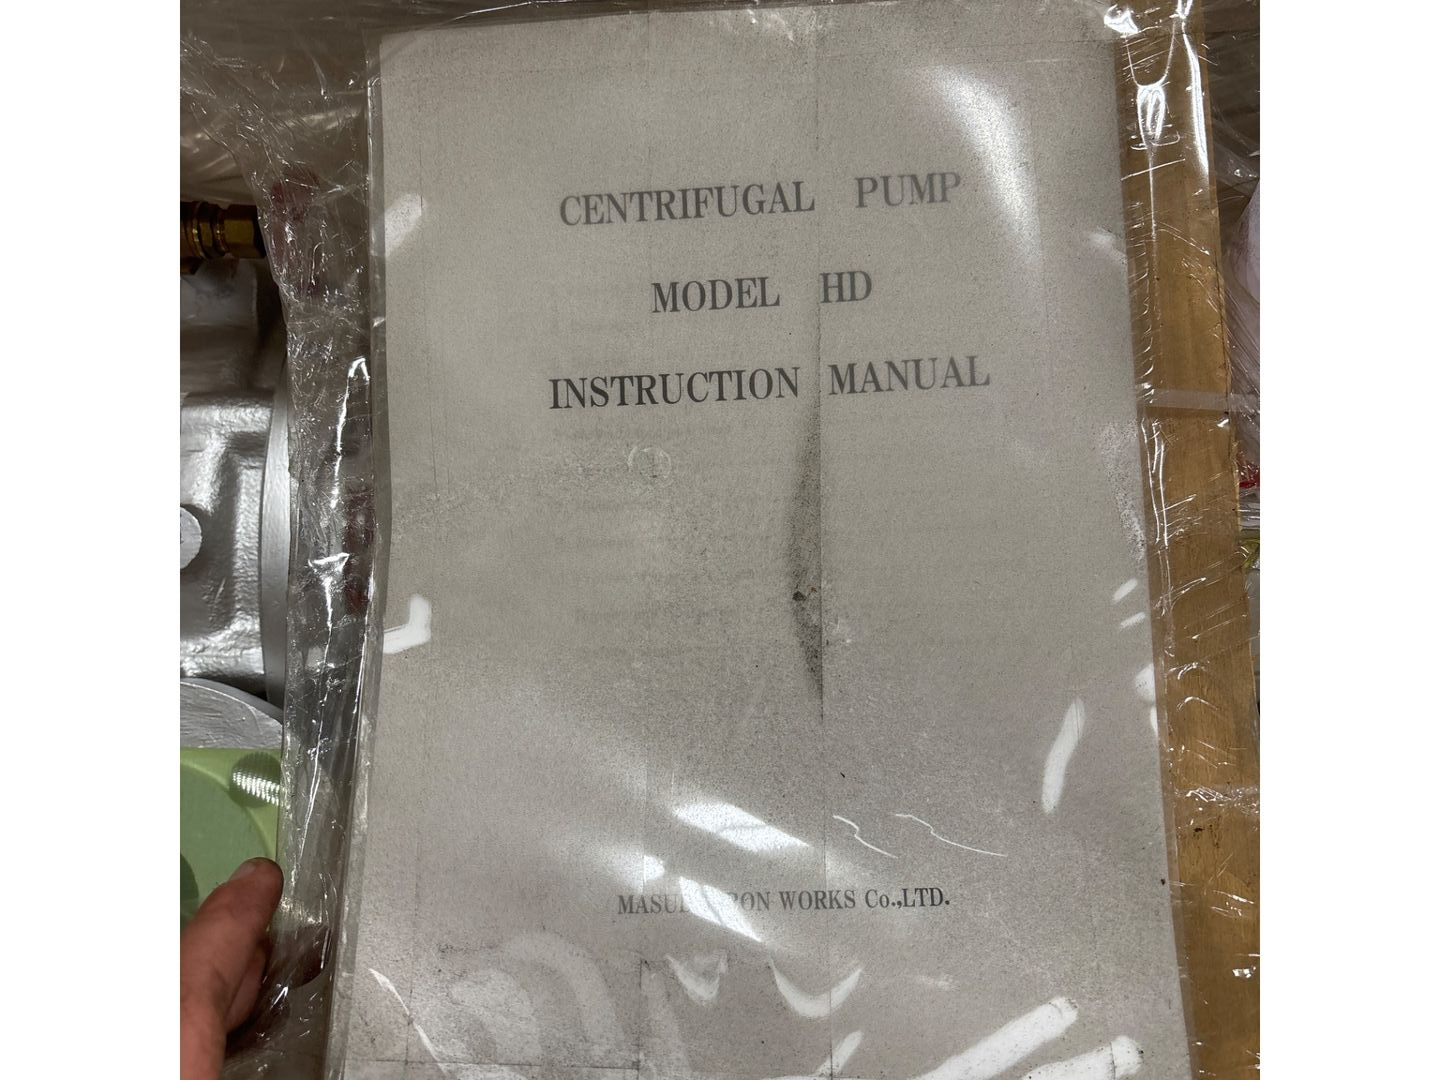 CENTRIFUGAL PUMP
MODEL HD
INSTRUCTION MANUAL
WORKS Co.,LTD.